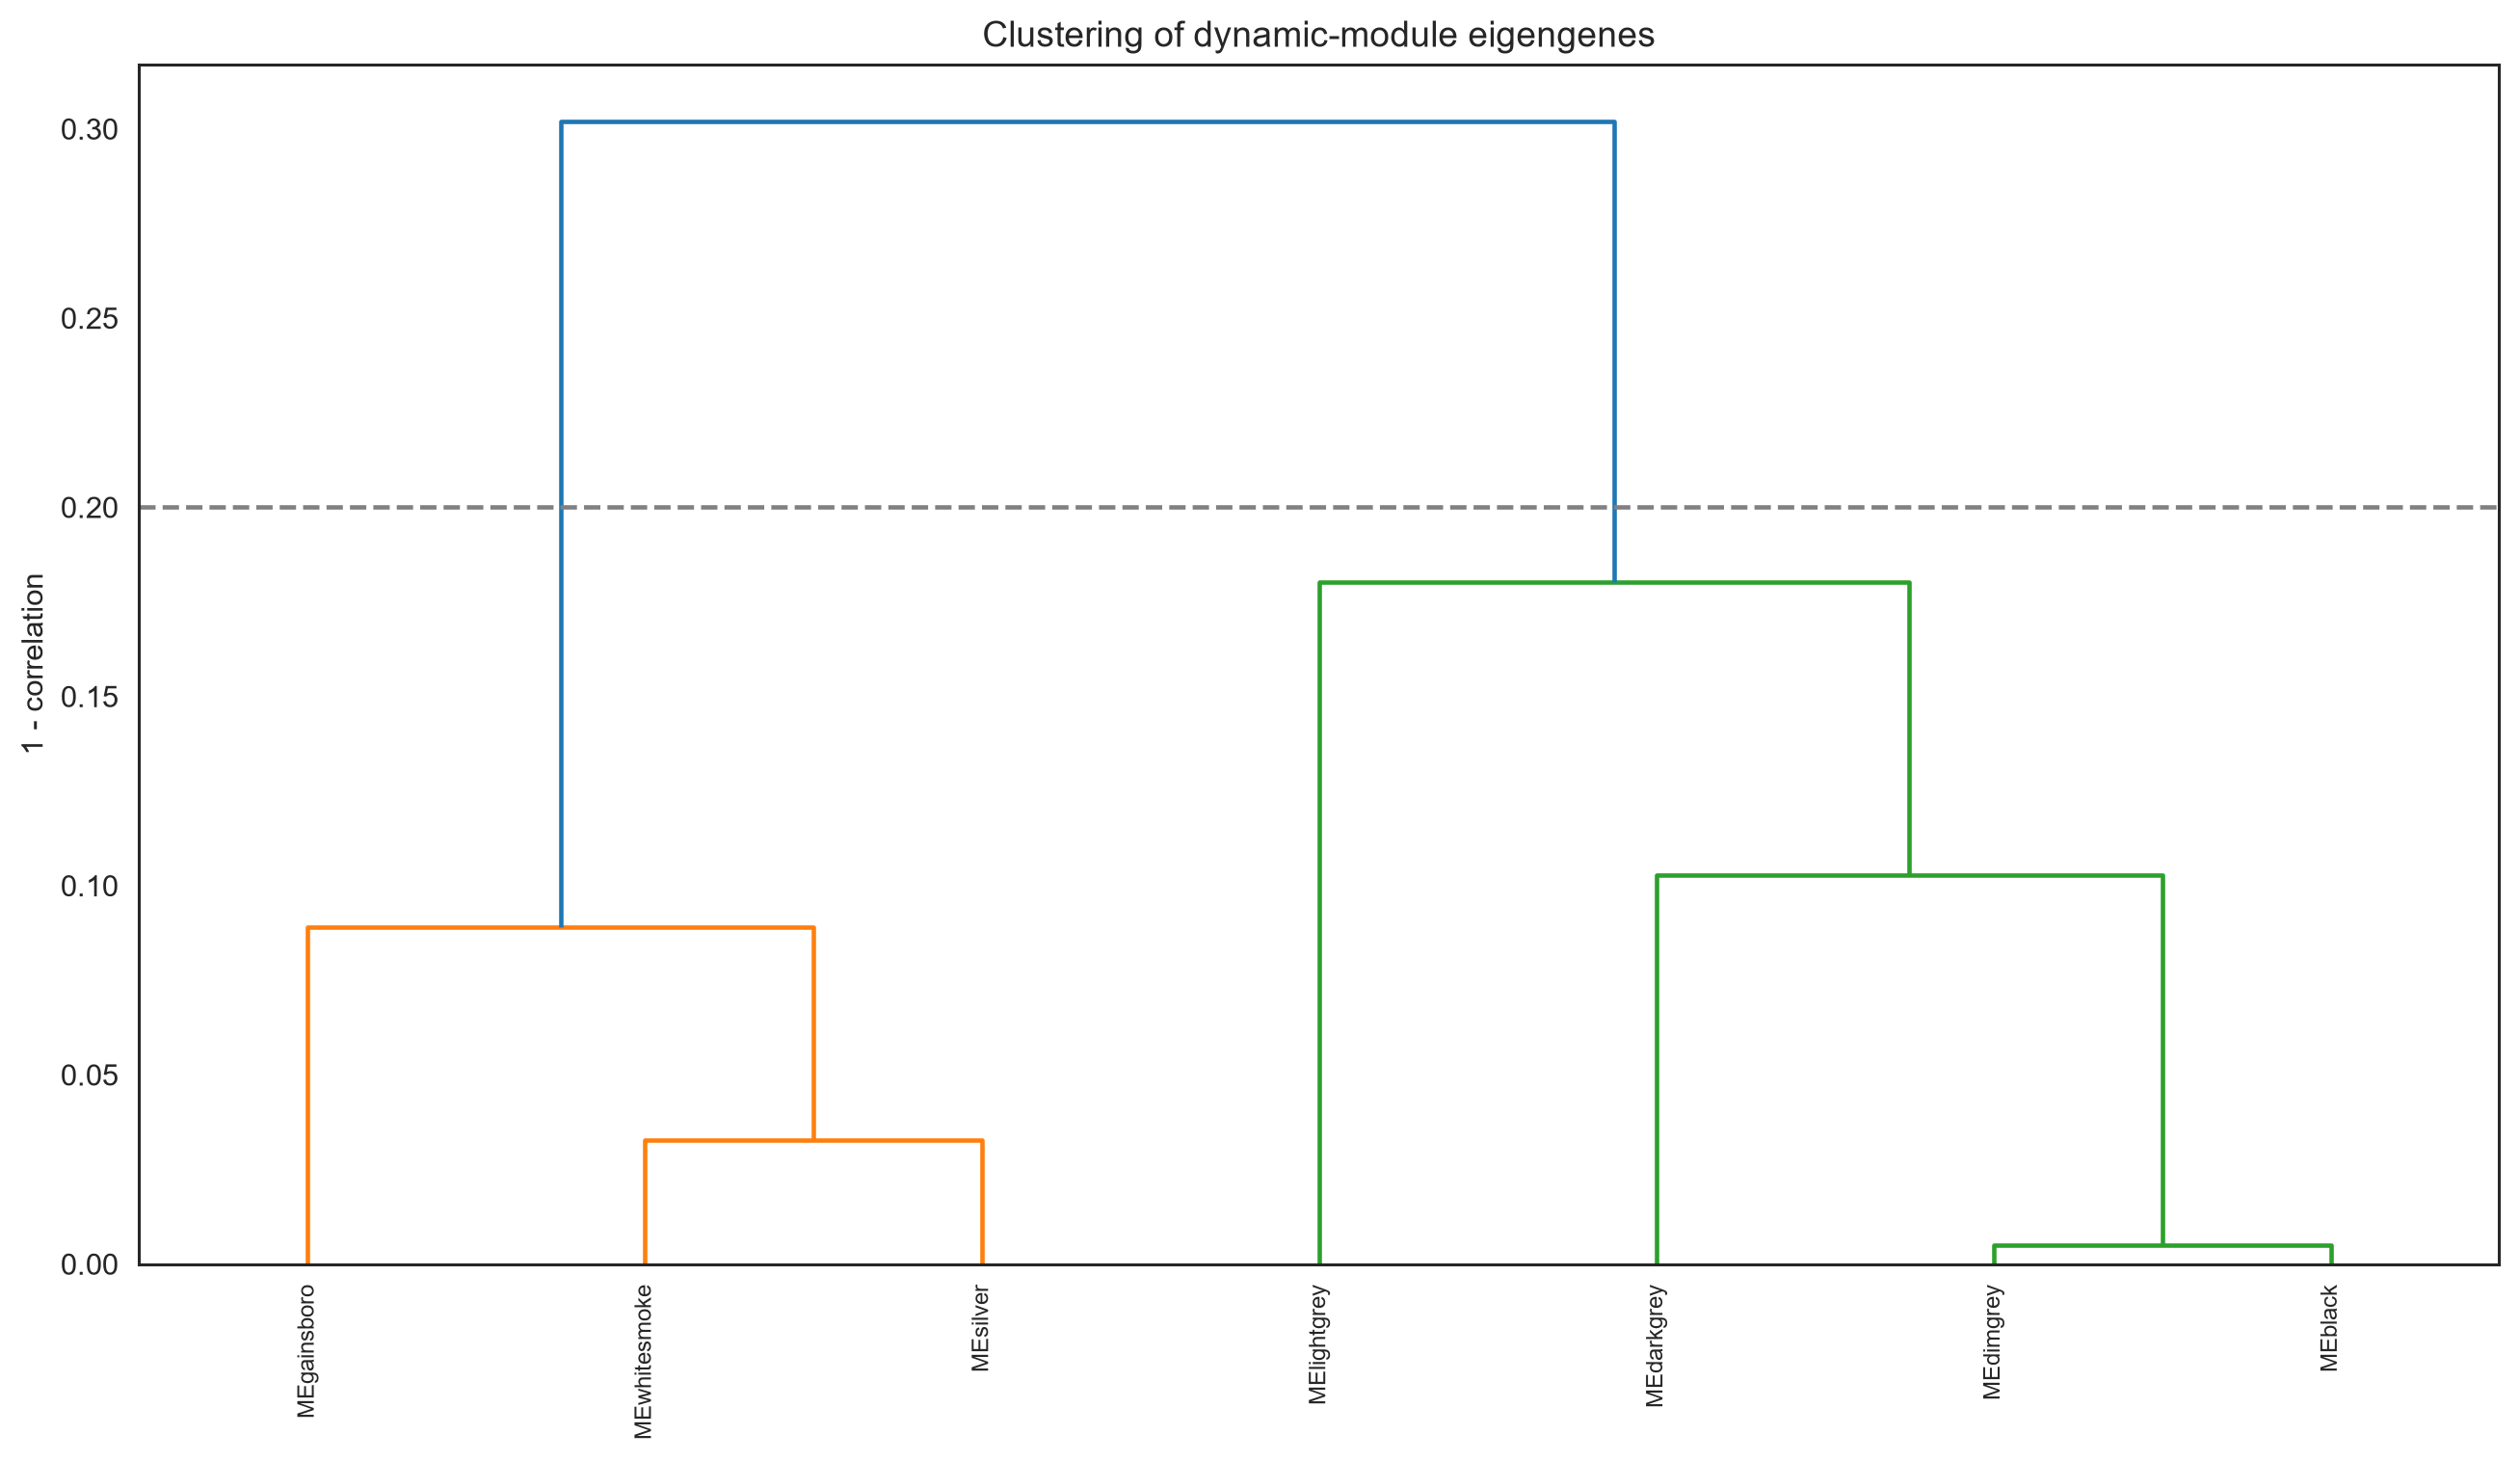 Clustering of dynamic-module eigengenes
1 - correlation
0.30
0.25
0.20
0.15
0.10
0.05
0.00
MEgainsboro
MEwhitesmoke
MEsilver
MElightgrey
MEdarkgrey
MEdimgrey
MEblack